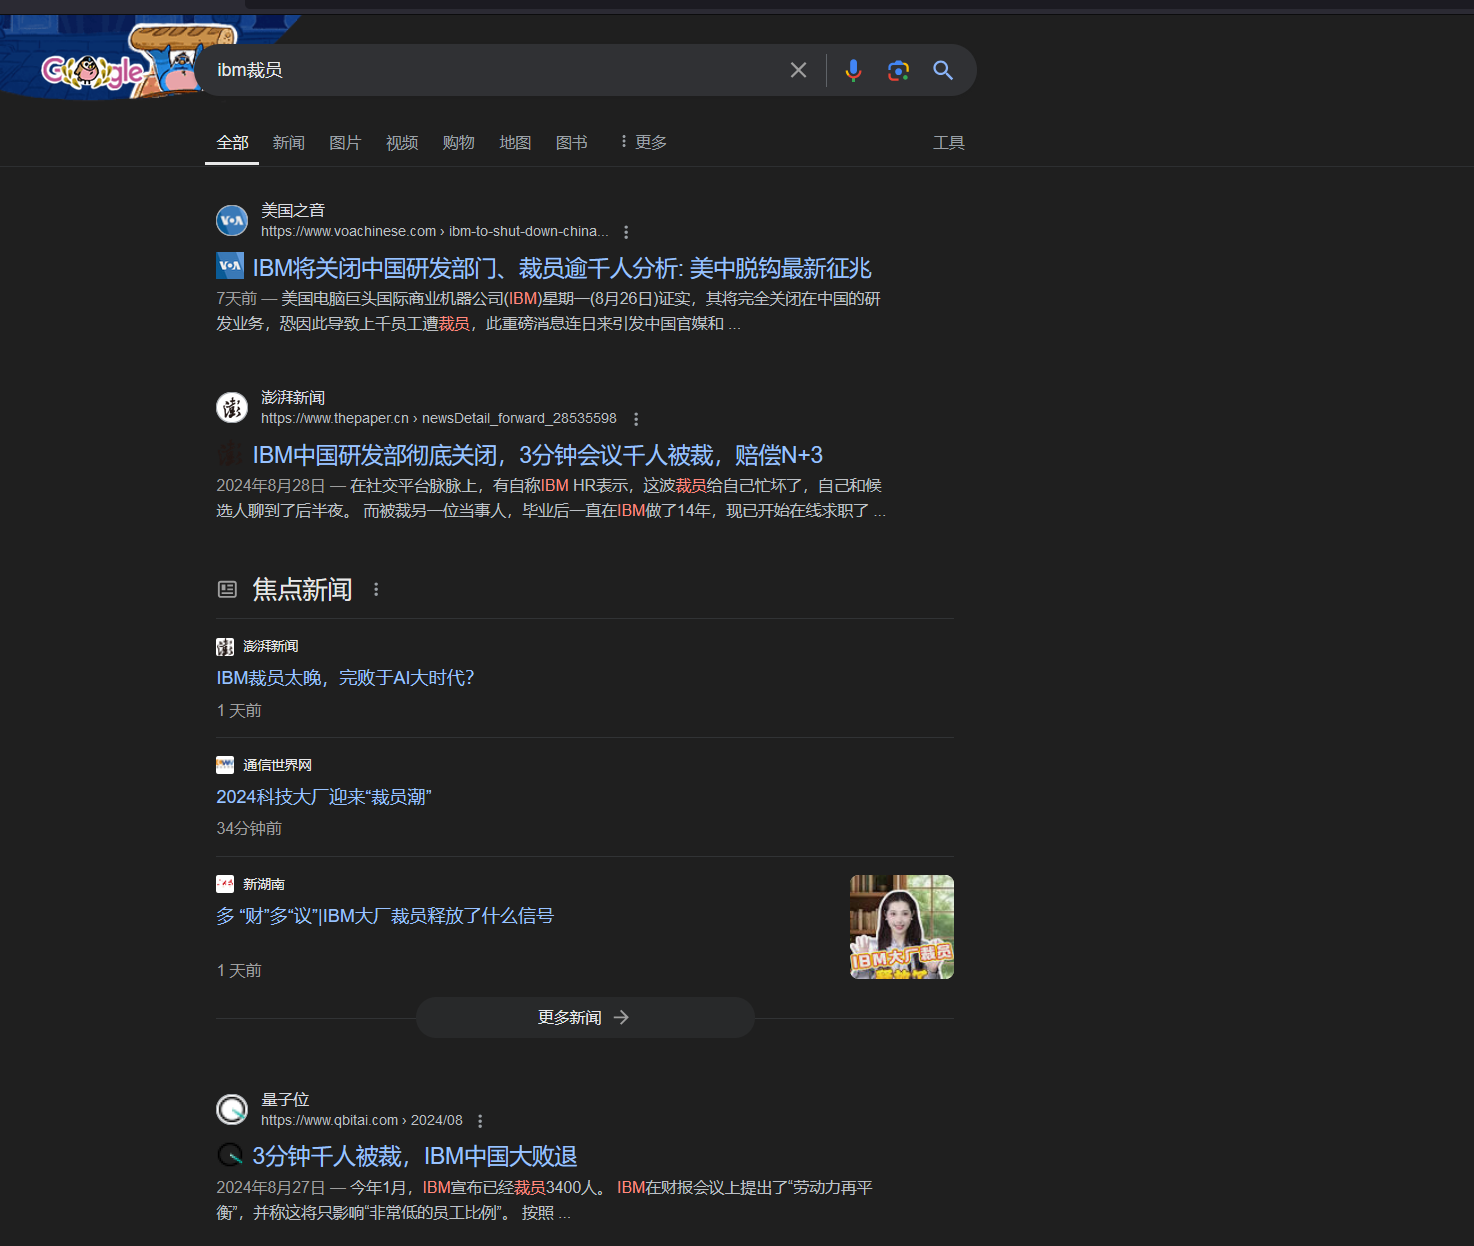 Google
ibm裁员
全部 新闻 图片 视频 购物 地图 图书 更多 工具
美国之音
https://www.voachinese.com › ibm-to-shut-down-china...
IBM将关闭中国研发部门、裁员逾千人分析: 美中脱钩最新征兆
7天前 — 美国电脑巨头国际商业机器公司(IBM)星期一(8月26日)证实，其将完全关闭在中国的研
发业务，恐因此导致上千员工遭裁员，此重磅消息连日来引发中国官媒和 ...
澎湃新闻
https://www.thepaper.cn › newsDetail_forward_28535598
IBM中国研发部彻底关闭，3分钟会议千人被裁，赔偿N+3
2024年8月28日 — 在社交平台脉脉上，有自称IBM HR表示，这波裁员给自己忙坏了，自己和候
选人聊到了后半夜。 而被裁另一位当事人，毕业后一直在IBM做了14年，现已开始在线求职了 ...
焦点新闻
澎湃新闻
IBM裁员太晚，完败于AI大时代？
1 天前
通信世界网
2024科技大厂迎来“裁员潮”
34分钟前
新湖南
多 “财”多“议”|IBM大厂裁员释放了什么信号
IBM大厂裁员
1 天前
更多新闻
量子位
https://www.qbitai.com › 2024/08
3分钟千人被裁，IBM中国大败退
2024年8月27日 — 今年1月，IBM宣布已经裁员3400人。 IBM在财报会议上提出了“劳动力再平
衡”，并称这将只影响“非常低的员工比例”。 按照 ...